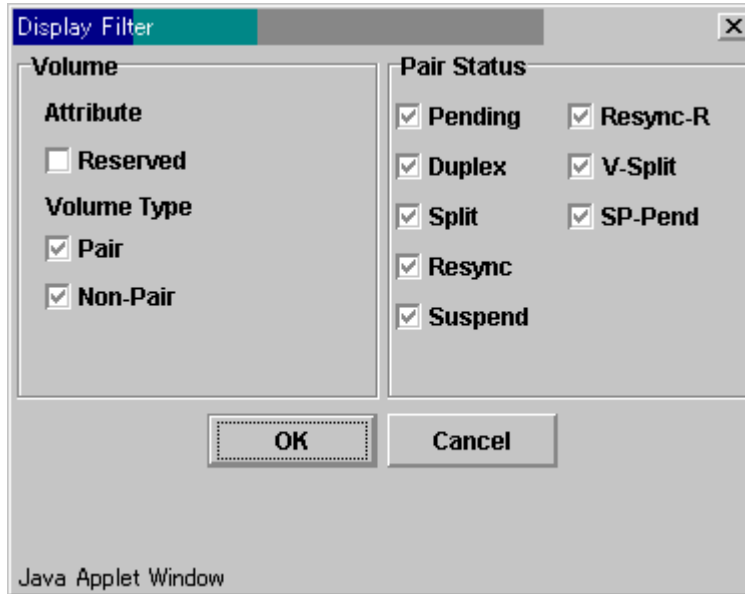 Display Filter
Volume
Attribute
Reserved
Volume Type
Pair
Non-Pair
Pair Status
Pending
Duplex
Split
Resync
Suspend
Resync-R
V-Split
SP-Pend
OK
Cancel
Java Applet Window